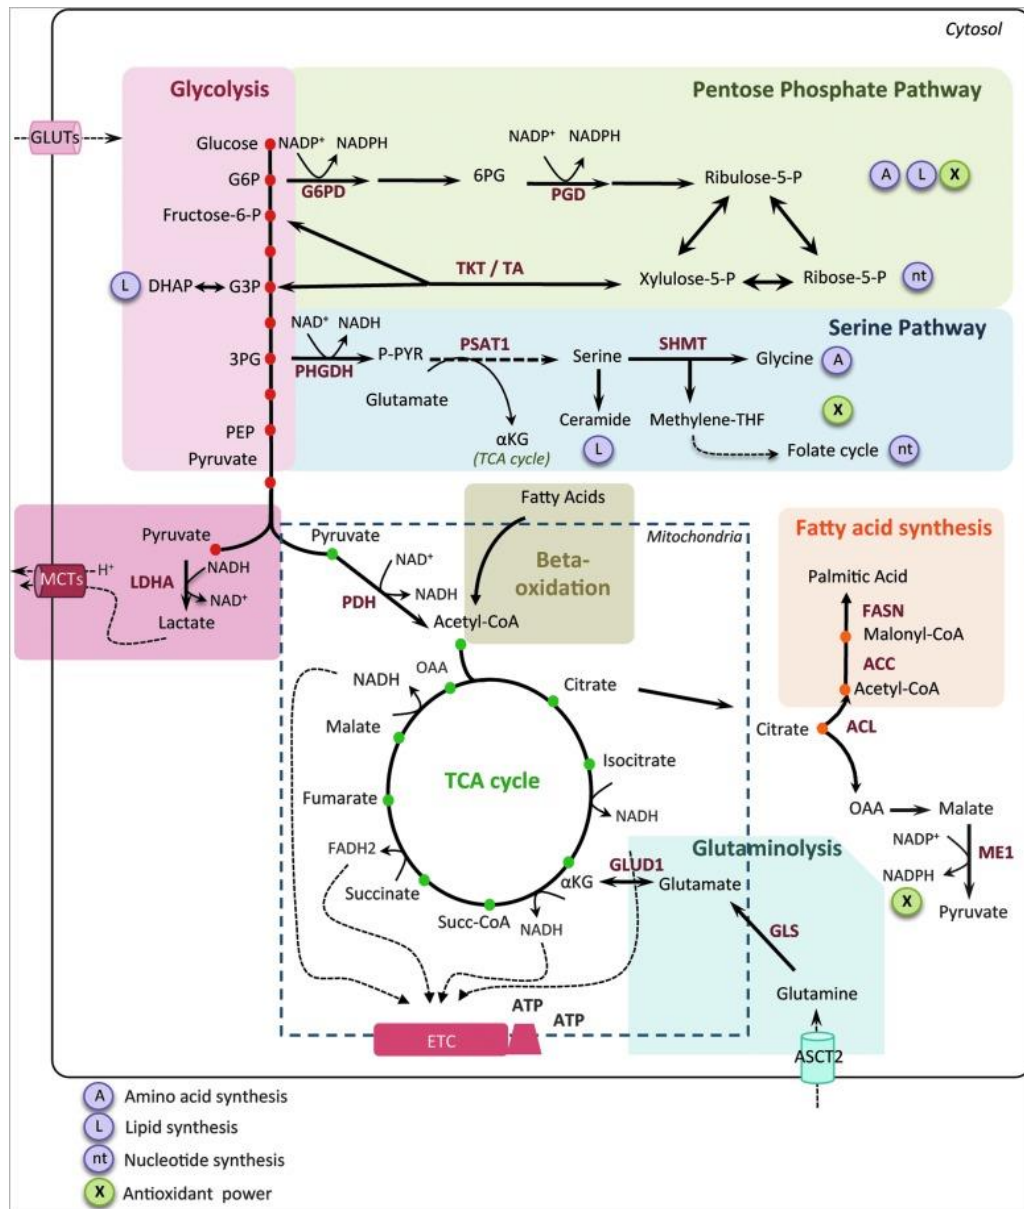 Cytosol
Glycolysis
Pentose Phosphate Pathway
GLUTs
Glucose
NADP⁺
NADPH
NADP⁺
NADPH
G6P
G6PD
6PG
PGD
Ribulose-5-P
A
L
X
Fructose-6-P
TKT / TA
L
DHAP
G3P
Xylulose-5-P
Ribose-5-P
nt
Serine Pathway
NAD⁺
NADH
3PG
PHGDH
P-PYR
PSAT1
Serine
SHMT
Glycine
A
Glutamate
X
PEP
αKG
(TCA cycle)
Ceramide
Methylene-THF
Pyruvate
L
Folate cycle
nt
Fatty Acids
Pyruvate
Pyruvate
Mitochondria
Fatty acid synthesis
Beta-
oxidation
MCTs
H⁺
LDHA
NADH
NAD⁺
Lactate
NAD⁺
NADH
PDH
Acetyl-CoA
Palmitic Acid
FASN
Malonyl-CoA
ACC
Acetyl-CoA
OAA
NADH
Citrate
Citrate
ACL
Malate
Isocitrate
TCA cycle
Fumarate
NADH
OAA
Malate
FADH2
NADP⁺
ME1
NADPH
X
Pyruvate
Glutaminolysis
GLUD1
Succinate
αKG
Glutamate
Succ-CoA
NADH
GLS
Glutamine
ATP
ATP
ETC
ASCT2
A Amino acid synthesis
L Lipid synthesis
nt Nucleotide synthesis
X Antioxidant power